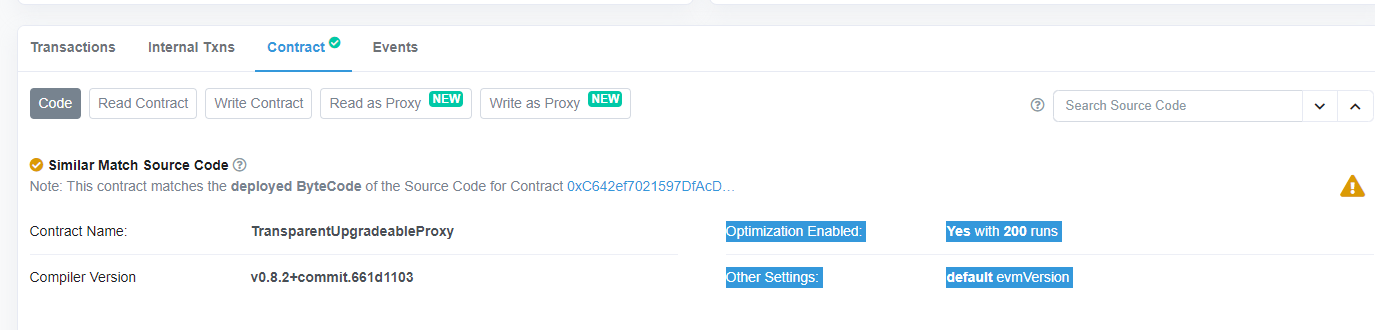 Transactions Internal Txns Contract Events
Code Read Contract Write Contract Read as Proxy NEW Write as Proxy NEW Search Source Code
Similar Match Source Code
Note: This contract matches the deployed ByteCode of the Source Code for Contract 0xC642ef7021597DfAcD...
Contract Name: TransparentUpgradeableProxy Optimization Enabled: Yes with 200 runs
Compiler Version v0.8.2+commit.661d1103 Other Settings: default evmVersion